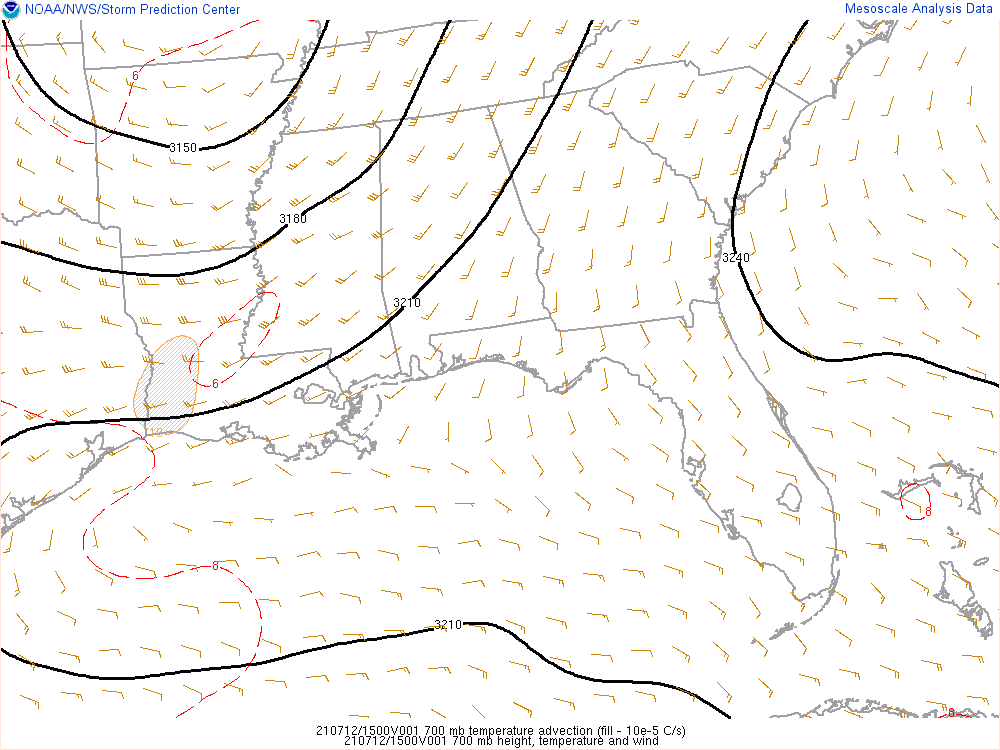 NOAA/NWS/Storm Prediction Center
Mesoscale Analysis Data
6
3150
3180
3240
3210
6
8
8
3210
8
210712/1500V001 700 mb temperature advection (fill - 10e-5 C/s)
210712/1500V001 700 mb height, temperature and wind